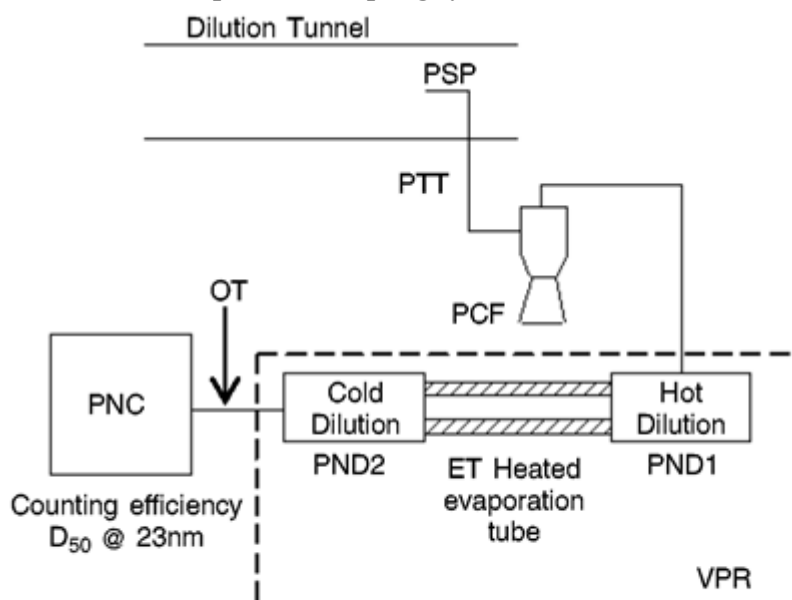 Dilution Tunnel
PSP
PTT
PCF
OT
PNC
Counting efficiency
D50 @ 23nm
Cold
Dilution
PND2
ET Heated
evaporation
tube
Hot
Dilution
PND1
VPR